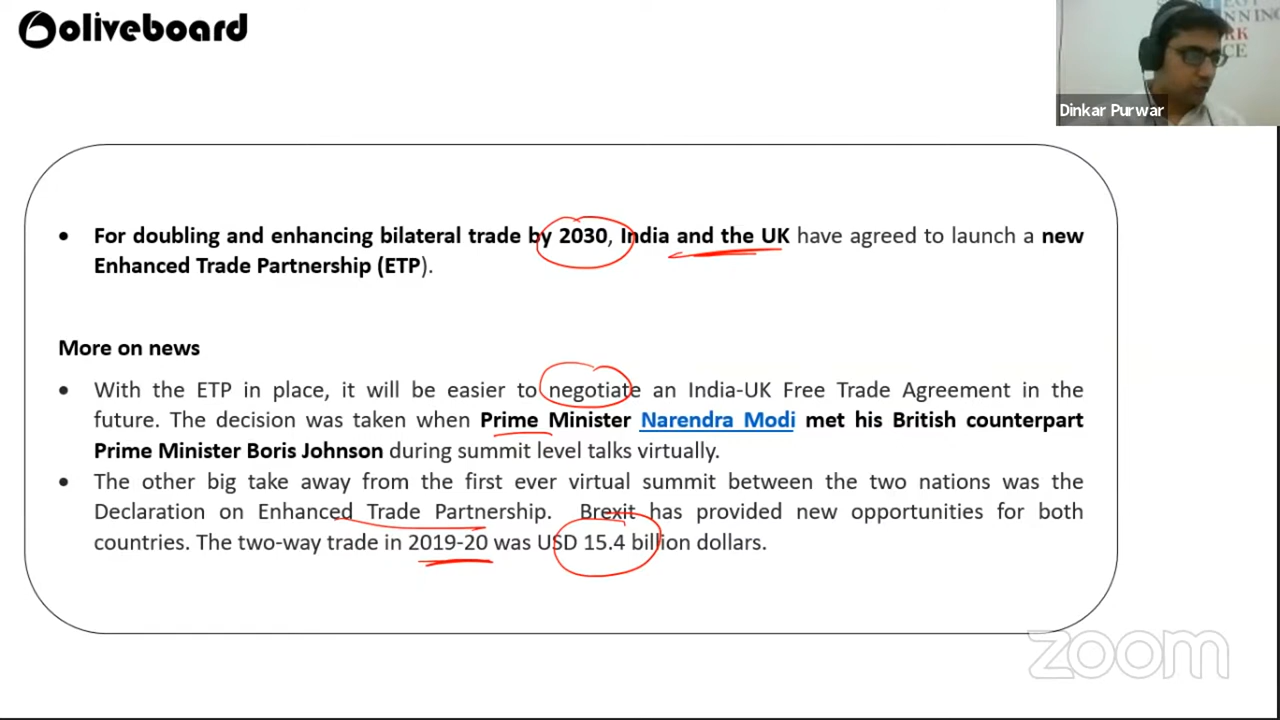 oliveboard
NNING
RK
CE
Dinkar Purwar
• For doubling and enhancing bilateral trade by 2030, India and the UK have agreed to launch a new
Enhanced Trade Partnership (ETP).
More on news
• With the ETP in place, it will be easier to negotiate an India-UK Free Trade Agreement in the
future. The decision was taken when Prime Minister Narendra Modi met his British counterpart
Prime Minister Boris Johnson during summit level talks virtually.
• The other big take away from the first ever virtual summit between the two nations was the
Declaration on Enhanced Trade Partnership. Brexit has provided new opportunities for both
countries. The two-way trade in 2019-20 was USD 15.4 billion dollars.
zoom